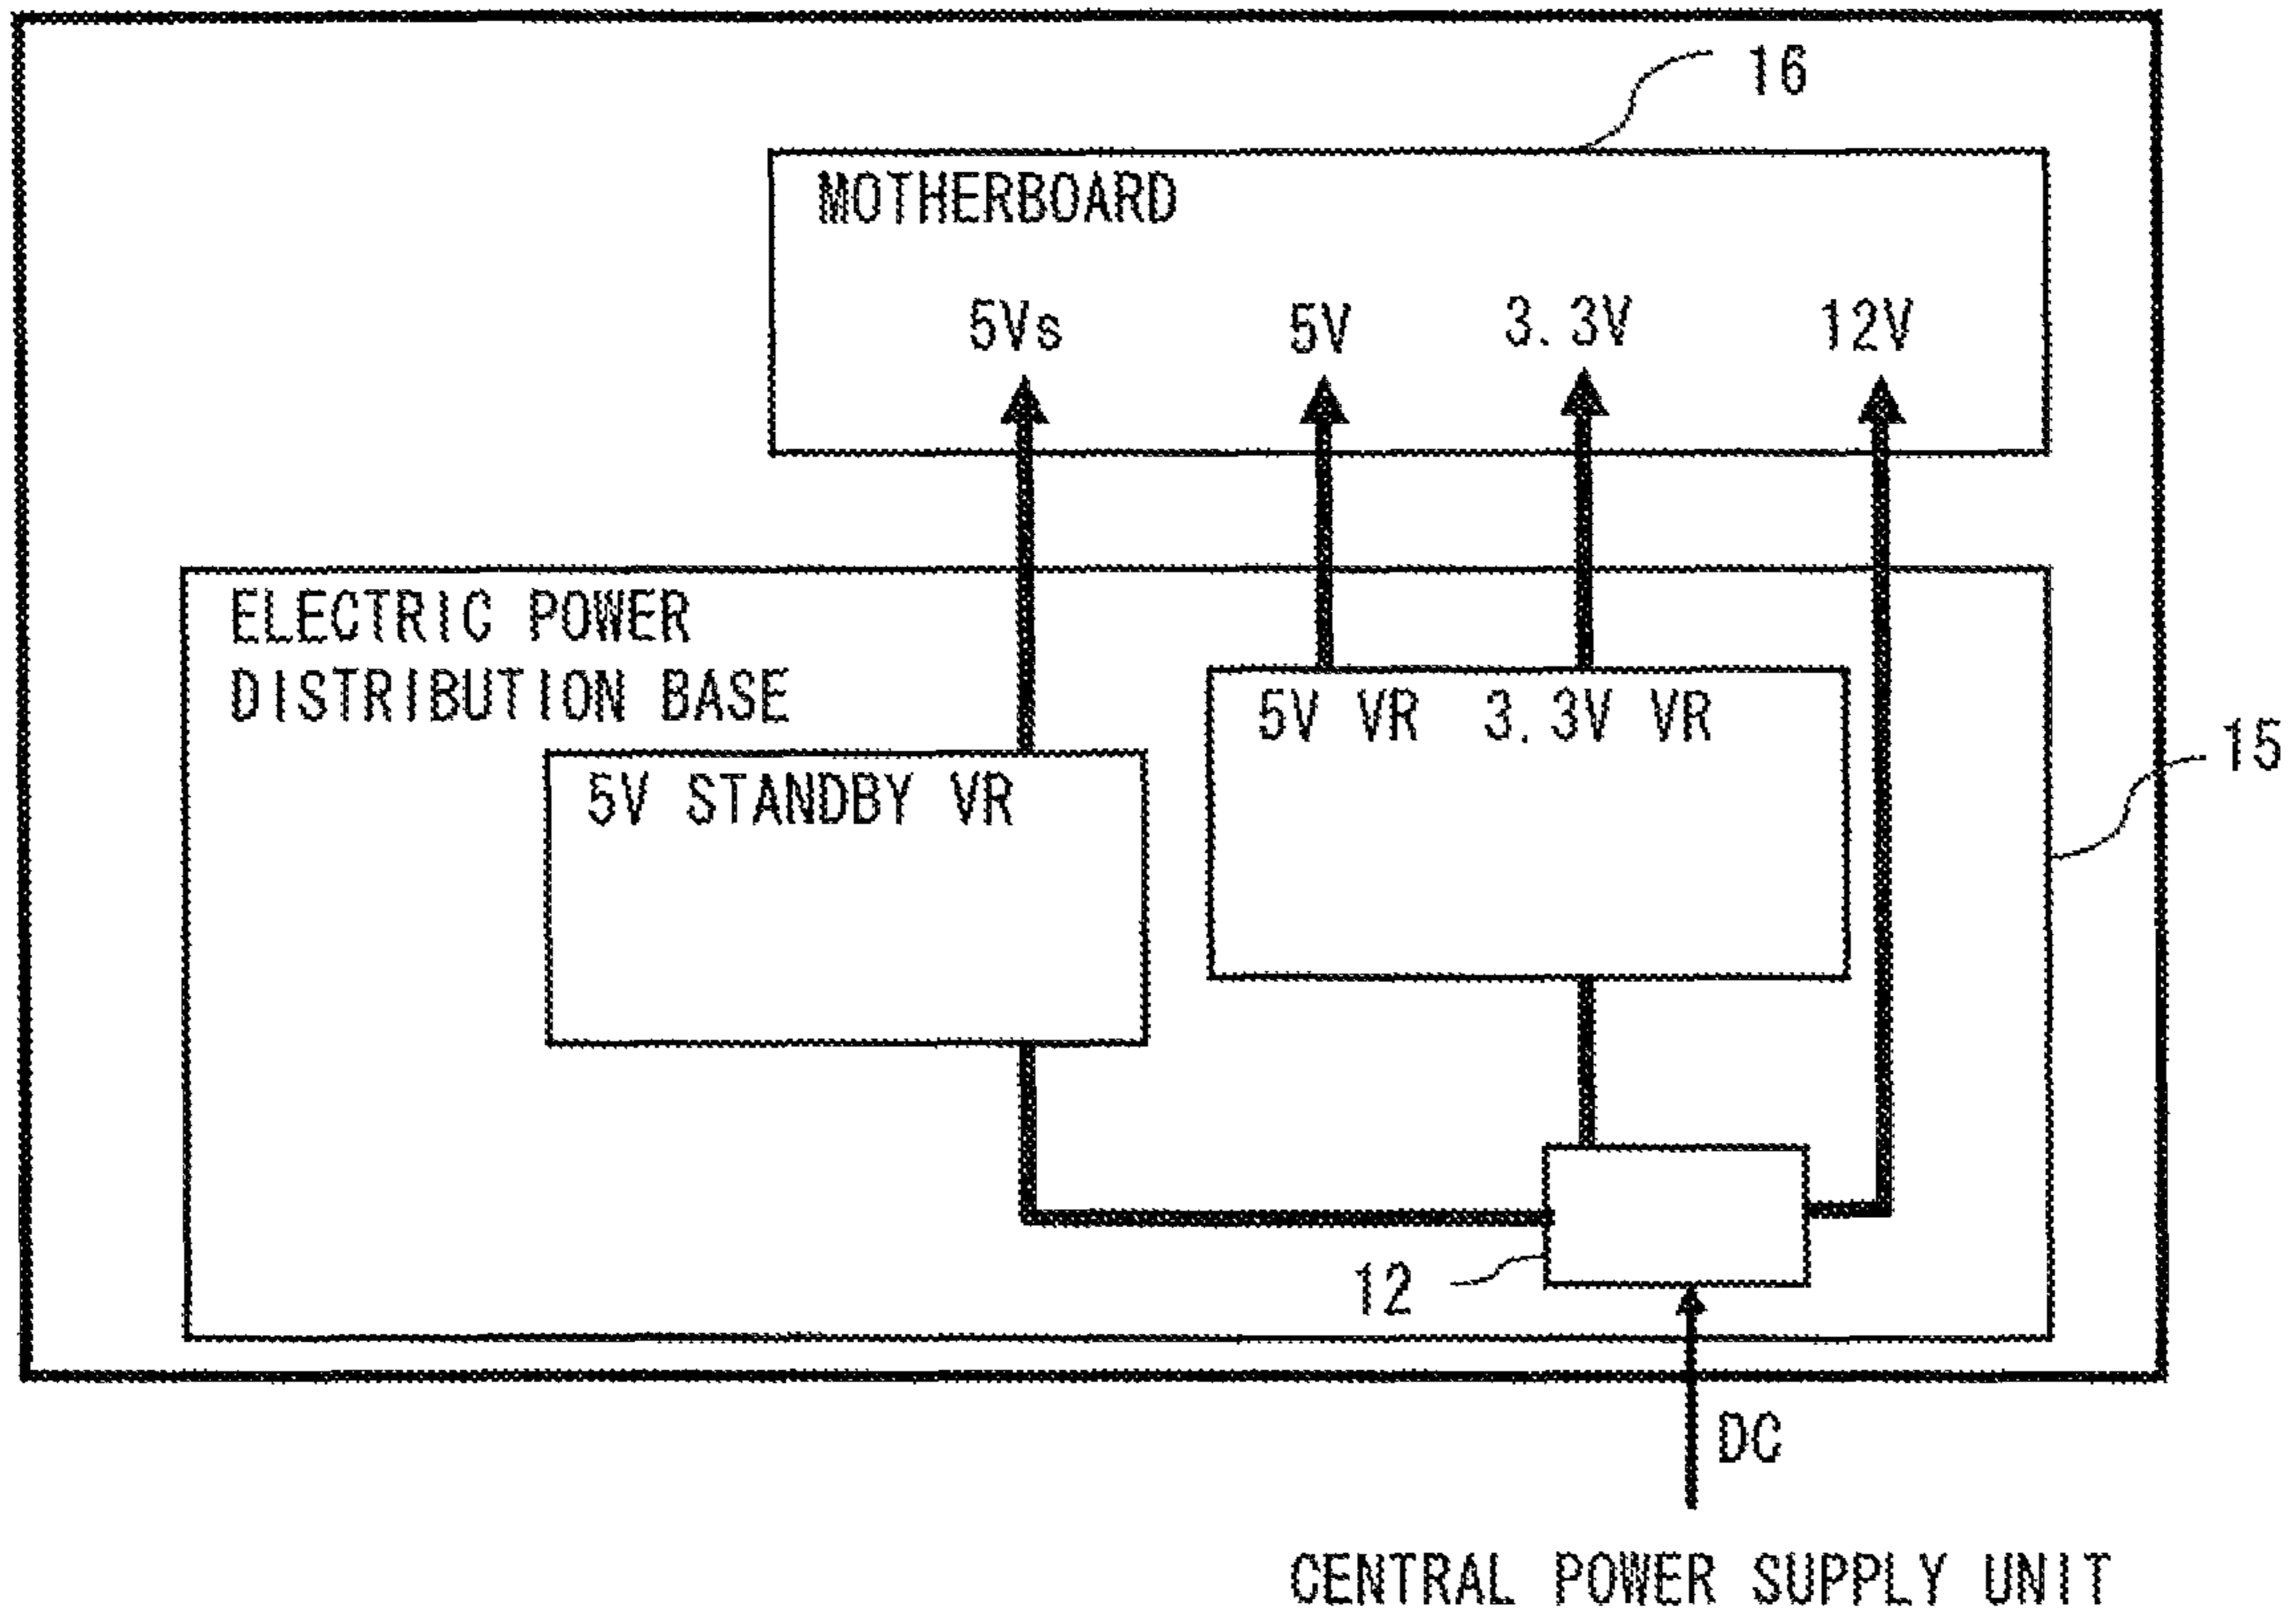 16
MOTHERBOARD
5Vs 5V 3.3V 12V
ELECTRIC POWER
DISTRIBUTION BASE
5V VR 3.3V VR
15
5V STANDBY VR
12
DC
CENTRAL POWER SUPPLY UNIT